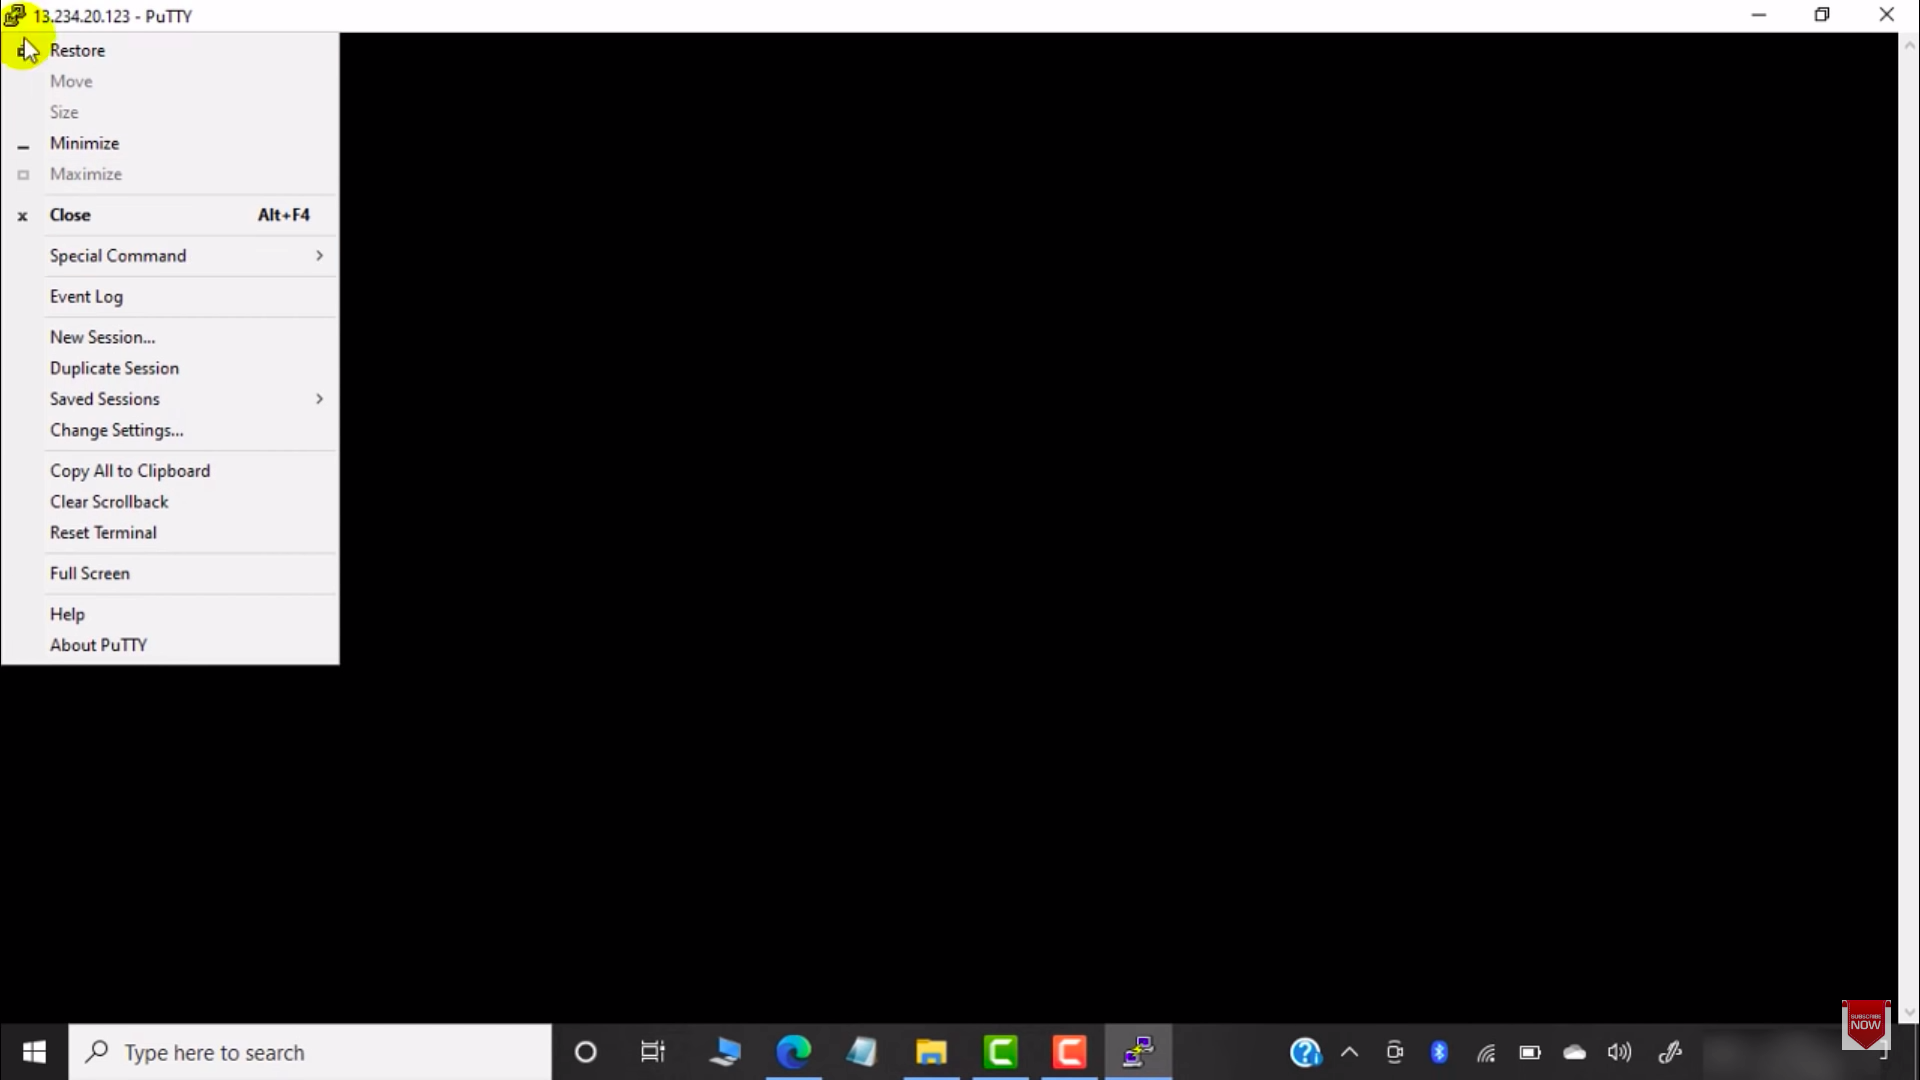 13.234.20.123 - PuTTY
Restore
Move
Size
Minimize
Maximize
Close Alt+F4
Special Command
Event Log
New Session...
Duplicate Session
Saved Sessions
Change Settings...
Copy All to Clipboard
Clear Scrollback
Reset Terminal
Full Screen
Help
About PuTTY
SUBSCRIBE
NOW
Type here to search